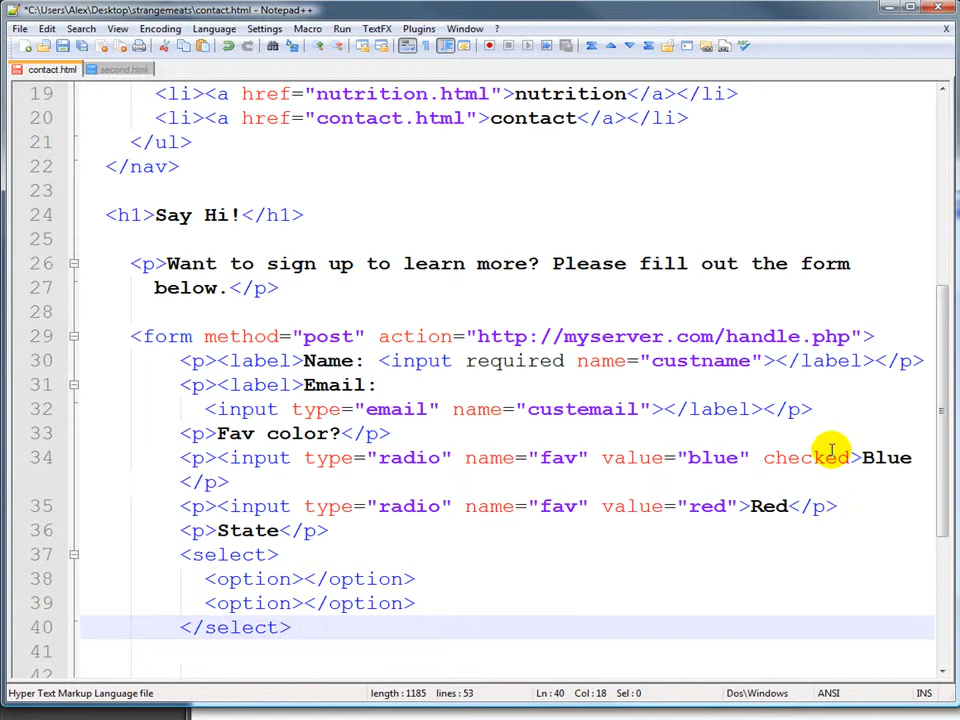 *C:\Users\Alex\Desktop\strangemeats\contact.html - Notepad++
File Edit Search View Encoding Language Settings Macro Run TextFX Plugins Window ? X
contact.html second.html
19 <li><a href="nutrition.html">nutrition</a></li>
20 <li><a href="contact.html">contact</a></li>
21 </ul>
22 </nav>
23
24 <h1>Say Hi!</h1>
25
26 <p>Want to sign up to learn more? Please fill out the form
27 below.</p>
28
29 <form method="post" action="http://myserver.com/handle.php">
30 <p><label>Name: <input required name="custname"></label></p>
31 <p><label>Email:
32 <input type="email" name="custemail"></label></p>
33 <p>Fav color?</p>
34 <p><input type="radio" name="fav" value="blue" checked>Blue
</p>
35 <p><input type="radio" name="fav" value="red">Red</p>
36 <p>State</p>
37 <select>
38 <option></option>
39 <option></option>
40 </select>
41
42
Hyper Text Markup Language file length : 1185 lines : 53 Ln : 40 Col : 18 Sel : 0 Dos\Windows ANSI INS